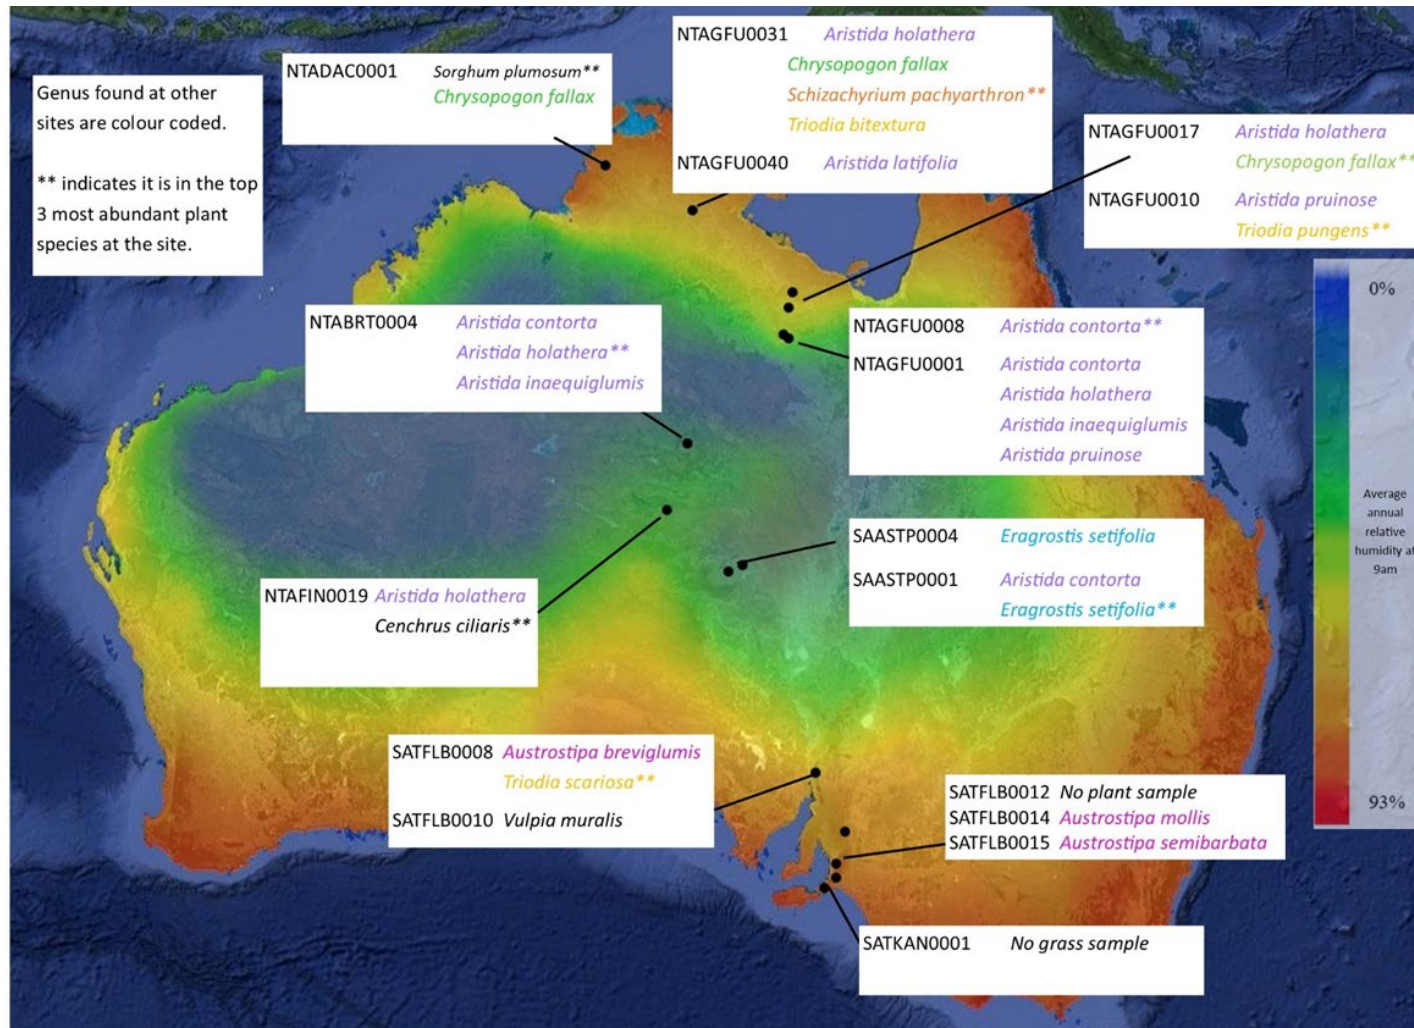 Genus found at other
sites are colour coded.
** indicates it is in the top
3 most abundant plant
species at the site.
NTADAC0001 Sorghum plumosum**
Chrysopogon fallax
NTAGFU0031 Aristida holathera
Chrysopogon fallax
Schizachyrium pachyarthron**
Triodia bitextura
NTAGFU0040 Aristida latifolia
NTAGFU0017 Aristida holathera
Chrysopogon fallax**
NTAGFU0010 Aristida pruinose
Triodia pungens**
NTABRT0004 Aristida contorta
Aristida holathera**
Aristida inaequiglumis
NTAGFU0008 Aristida contorta**
NTAGFU0001 Aristida contorta
Aristida holathera
Aristida inaequiglumis
Aristida pruinose
0%
Average
annual
relative
humidity at
9am
93%
SAASTP0004 Eragrostis setifolia
SAASTP0001 Aristida contorta
Eragrostis setifolia**
NTAFIN0019 Aristida holathera
Cenchrus ciliaris**
SATFLB0008 Austrostipa breviglumis
Triodia scariosa**
SATFLB0010 Vulpia muralis
SATFLB0012 No plant sample
SATFLB0014 Austrostipa mollis
SATFLB0015 Austrostipa semibarbata
SATKAN0001 No grass sample